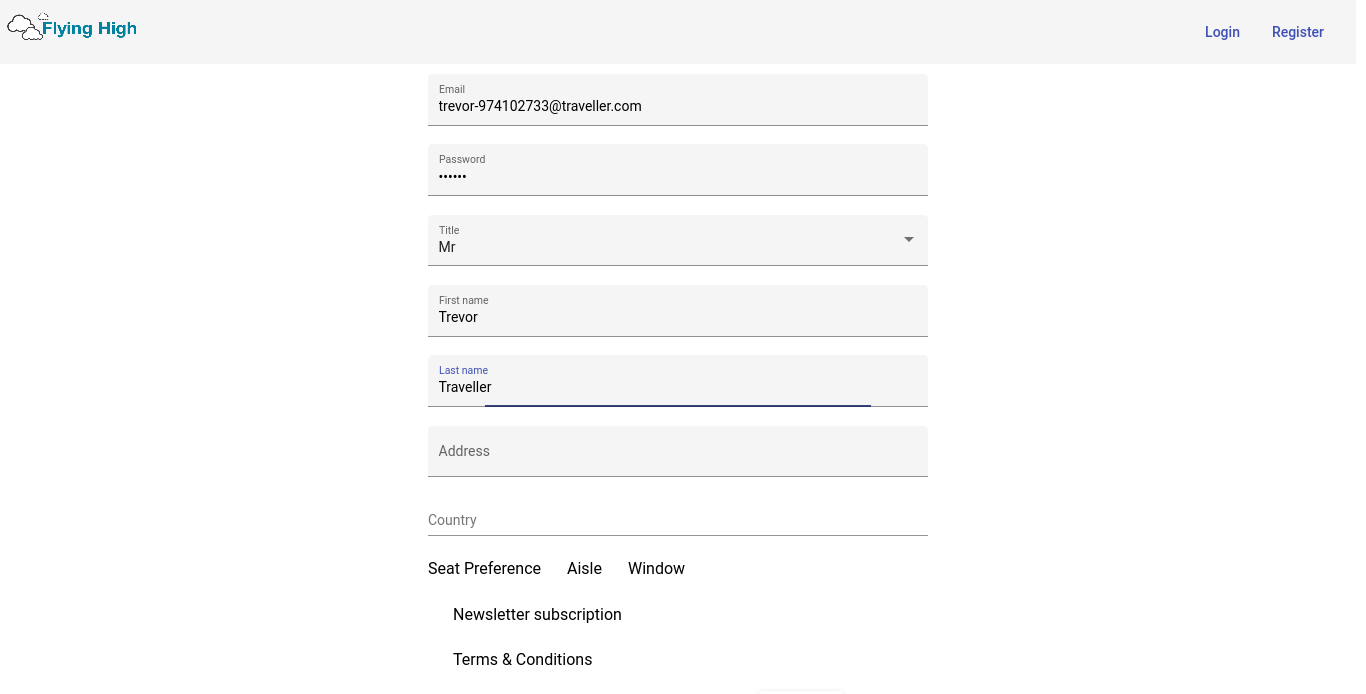 Flying High
Login Register
Email
trevor-974102733@traveller.com
Password
••••••
Title
Mr
First name
Trevor
Last name
Traveller
Address
Country
Seat Preference Aisle Window
Newsletter subscription
Terms & Conditions